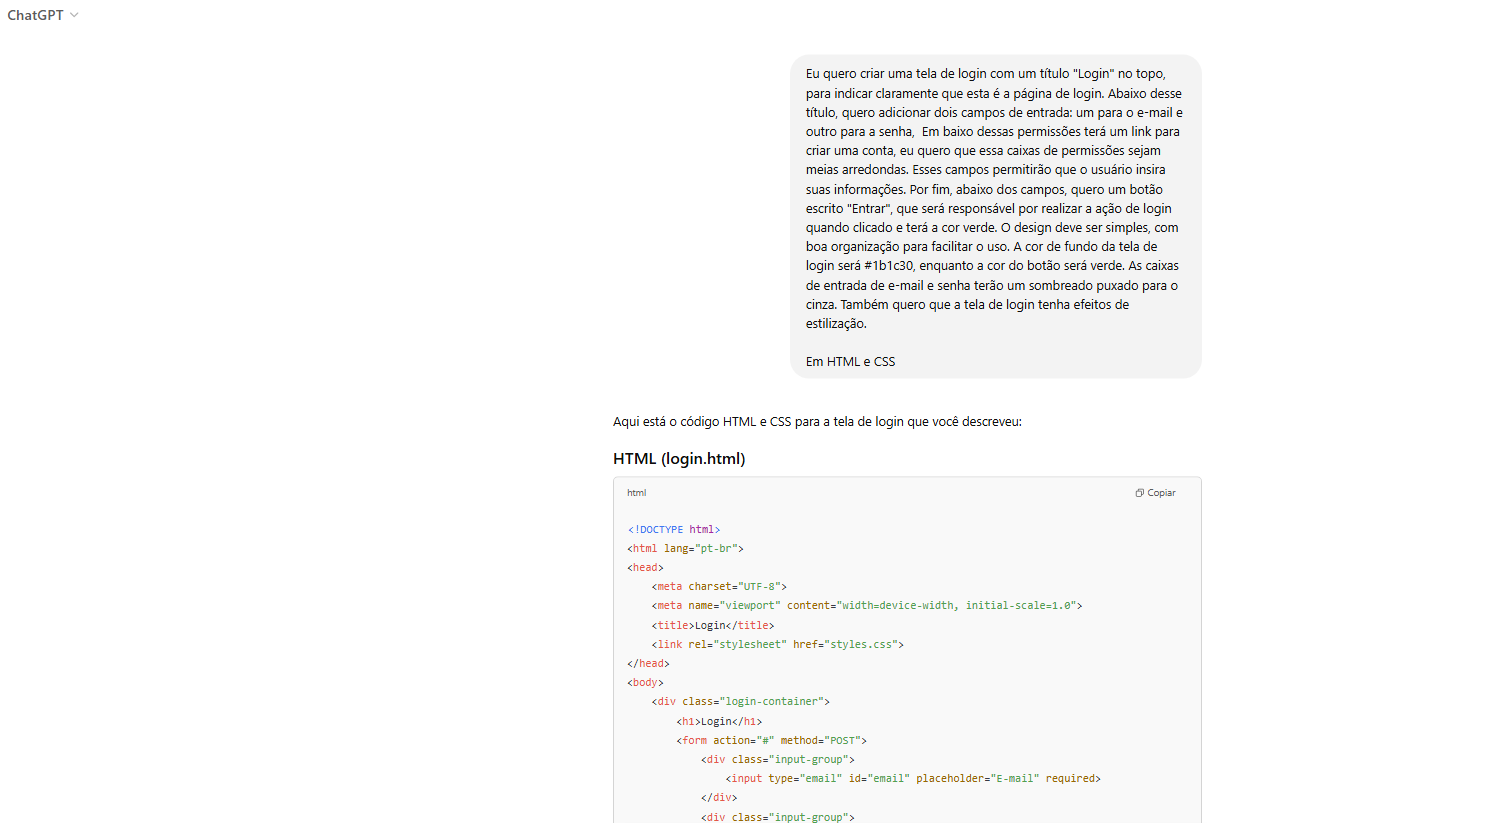 ChatGPT
Eu quero criar uma tela de login com um título "Login" no topo,
para indicar claramente que esta é a página de login. Abaixo desse
título, quero adicionar dois campos de entrada: um para o e-mail e
outro para a senha,  Em baixo dessas permissões terá um link para
criar uma conta, eu quero que essa caixas de permissões sejam
meias arredondas. Esses campos permitirão que o usuário insira
suas informações. Por fim, abaixo dos campos, quero um botão
escrito "Entrar", que será responsável por realizar a ação de login
quando clicado e terá a cor verde. O design deve ser simples, com
boa organização para facilitar o uso. A cor de fundo da tela de
login será #1b1c30, enquanto a cor do botão será verde. As caixas
de entrada de e-mail e senha terão um sombreado puxado para o
cinza. Também quero que a tela de login tenha efeitos de
estilização.
Em HTML e CSS
Aqui está o código HTML e CSS para a tela de login que você descreveu:
HTML (login.html)
html
Copiar
<!DOCTYPE html>
<html lang="pt-br">
<head>
    <meta charset="UTF-8">
    <meta name="viewport" content="width=device-width, initial-scale=1.0">
    <title>Login</title>
    <link rel="stylesheet" href="styles.css">
</head>
<body>
    <div class="login-container">
        <h1>Login</h1>
        <form action="#" method="POST">
            <div class="input-group">
                <input type="email" id="email" placeholder="E-mail" required>
            </div>
            <div class="input-group">